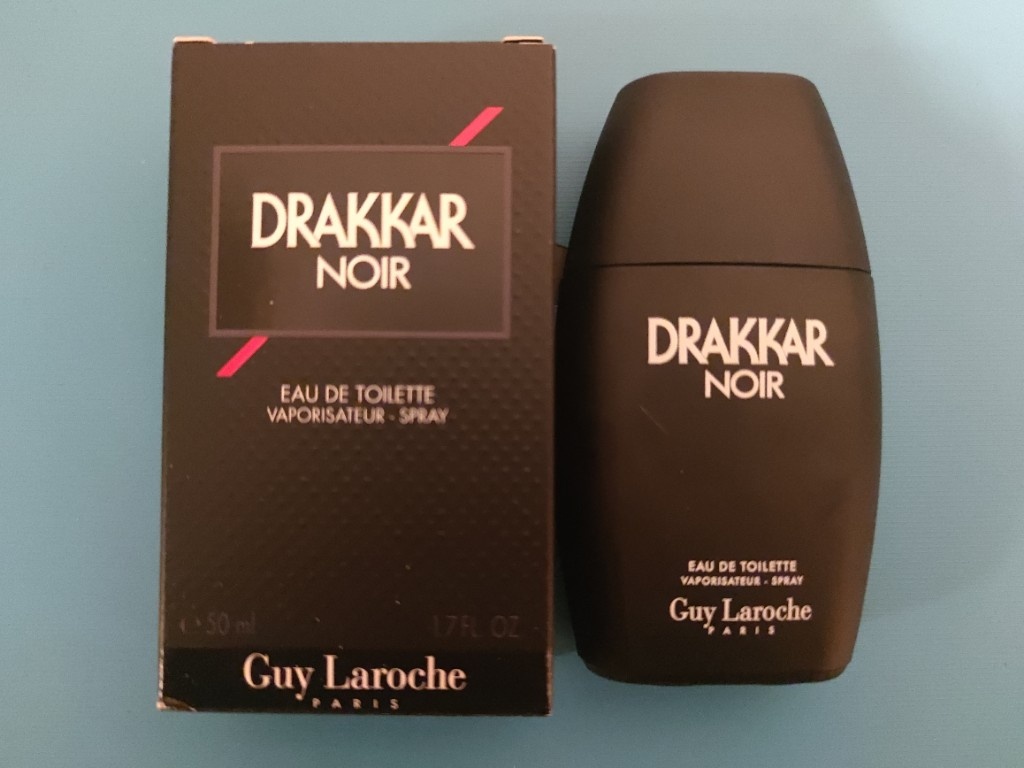 DRAKKAR
NOIR
EAU DE TOILETTE
VAPORISATEUR - SPRAY
50 ml 1.7 FL. OZ
Guy Laroche
PARIS
DRAKKAR
NOIR
EAU DE TOILETTE
VAPORISATEUR - SPRAY
Guy Laroche
PARIS